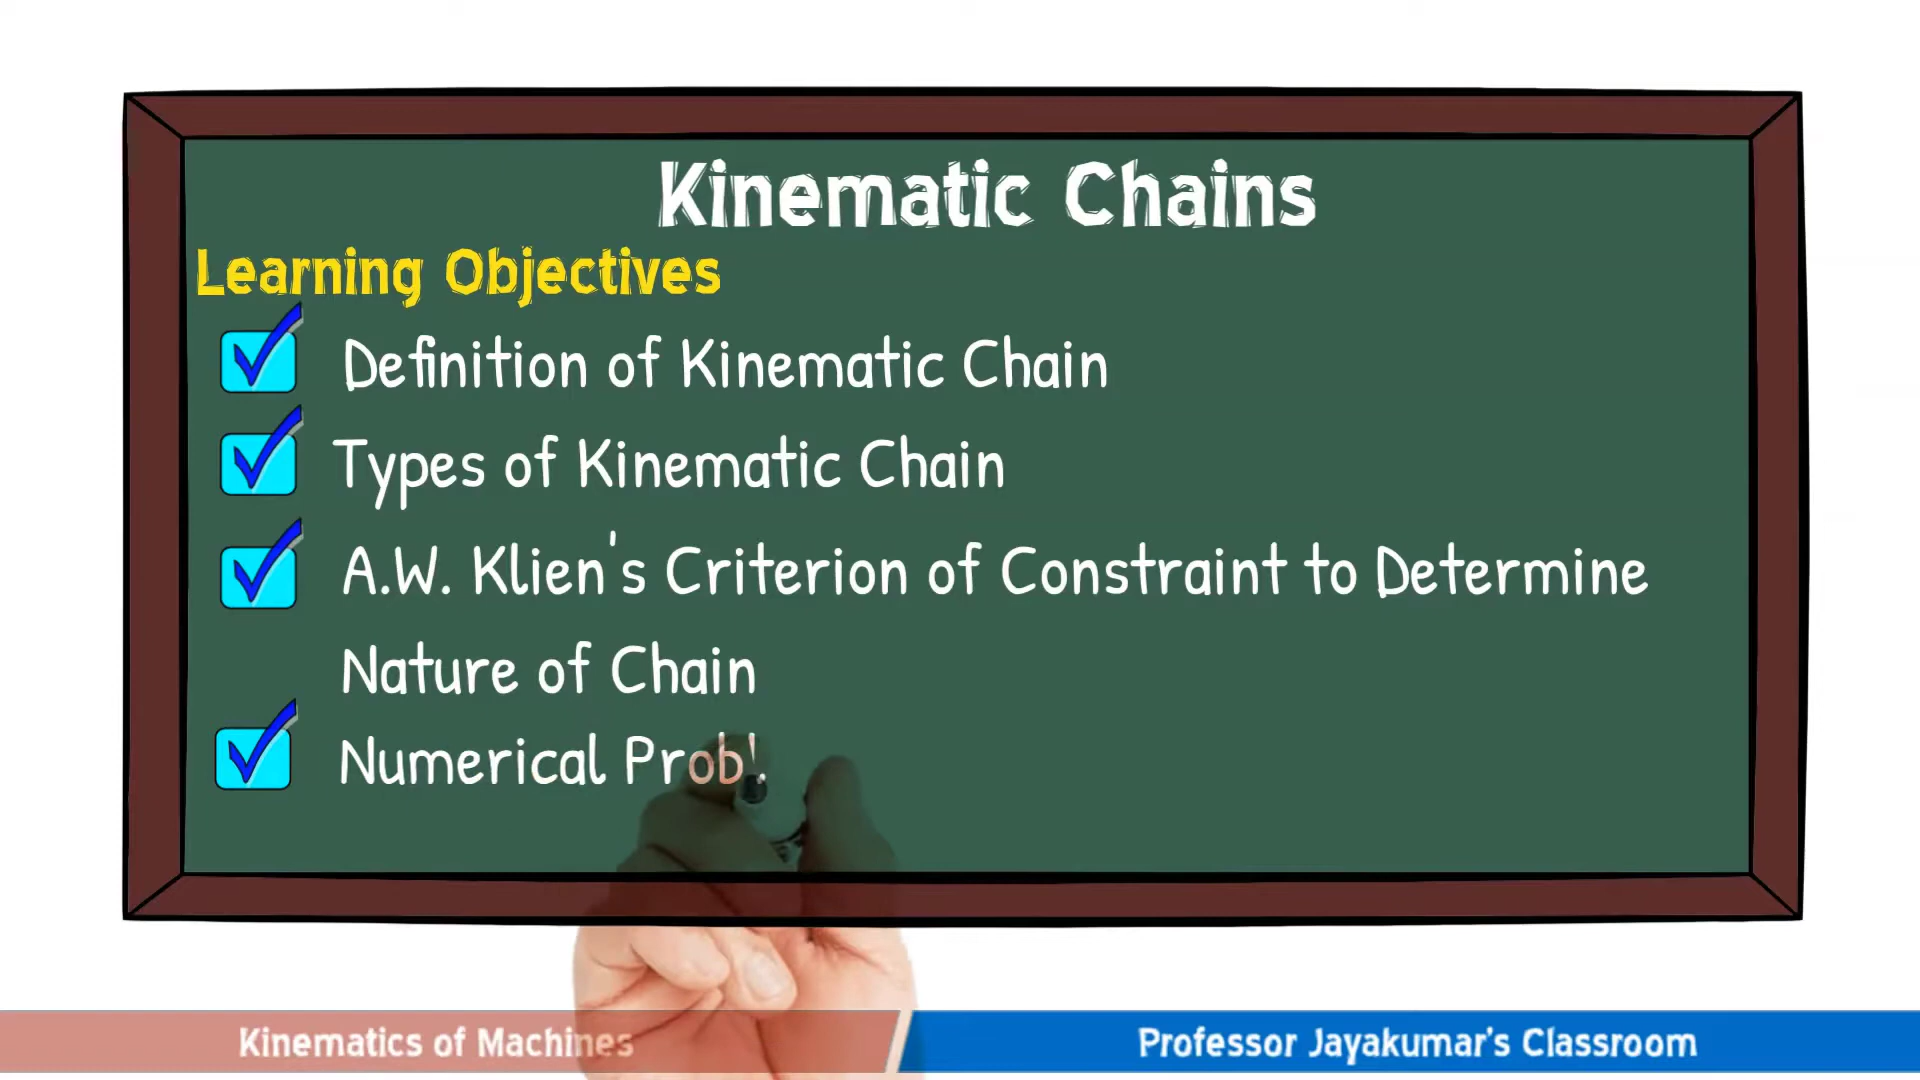 Kinematic Chains
Learning Objectives
Definition of Kinematic Chain
Types of Kinematic Chain
A.W. Klien's Criterion of Constraint to Determine
Nature of Chain
Numerical
Kinematics of Machines
Professor Jayakumar's Classroom